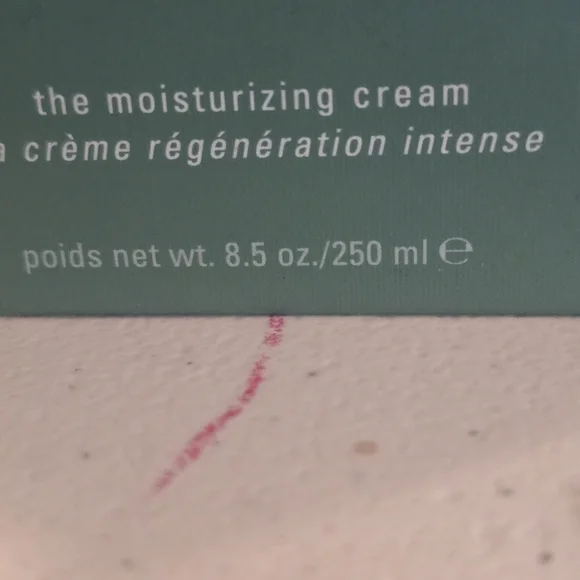 the moisturizing cream
crème régénération intense
poids net wt. 8.5 oz./250 ml ℮